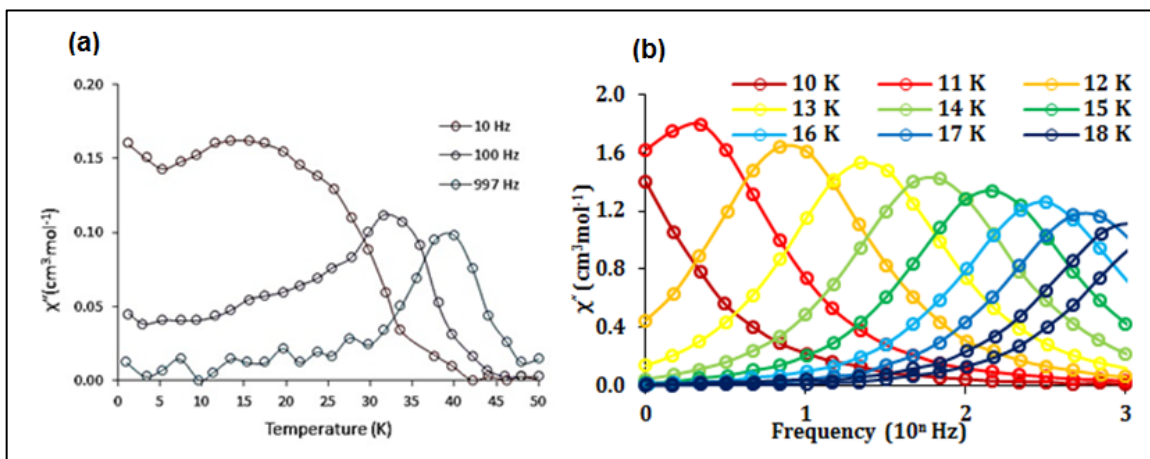 (a)
0.20
0.15
0.10
0.05
0.00
χ″(cm³mol⁻¹)
10 Hz
100 Hz
997 Hz
0 5 10 15 20 25 30 35 40 45 50
Temperature (K)
(b)
10 K 11 K 12 K
13 K 14 K 15 K
16 K 17 K 18 K
2.0
1.6
1.2
0.8
0.4
0.0
χ″ (cm³mol⁻¹)
0 1 2 3
Frequency (10ⁿ Hz)